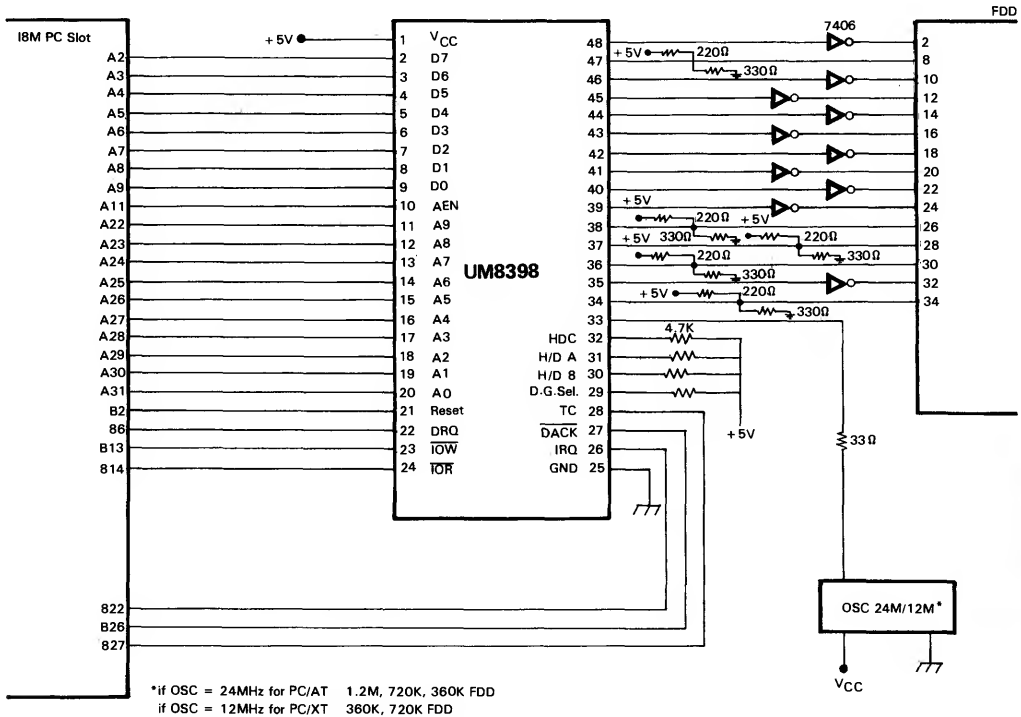 FDD
I8M PC Slot
7406
+5V
1 VCC 48 2
A2 2 D7 47 +5V 220Ω 8
A3 3 D6 46 330Ω 10
A4 4 D5 45 12
A5 5 D4 44 14
A6 6 D3 43 16
A7 7 D2 42 18
A8 8 D1 41 20
A9 9 D0 40 22
A11 10 AEN 39 24
A22 11 A9 38 +5V 220Ω +5V 26
A23 12 A8 37 +5V 330Ω 220Ω 28
A24 13 A7 36 220Ω 330Ω 30
UM8398
A25 14 A6 35 330Ω 32
A26 15 A5 34 +5V 220Ω 34
A27 16 A4 33 330Ω
A28 17 A3 HDC 32 4.7K
A29 18 A2 H/D A 31
A30 19 A1 H/D 8 30
A31 20 A0 D.G.Sel. 29
B2 21 Reset TC 28
86 22 DRQ DACK 27 +5V
B13 23 IOW IRQ 26 33Ω
814 24 IOR GND 25
822
B26
827
OSC 24M/12M*
VCC
*if OSC = 24MHz for PC/AT 1.2M, 720K, 360K FDD
if OSC = 12MHz for PC/XT 360K, 720K FDD